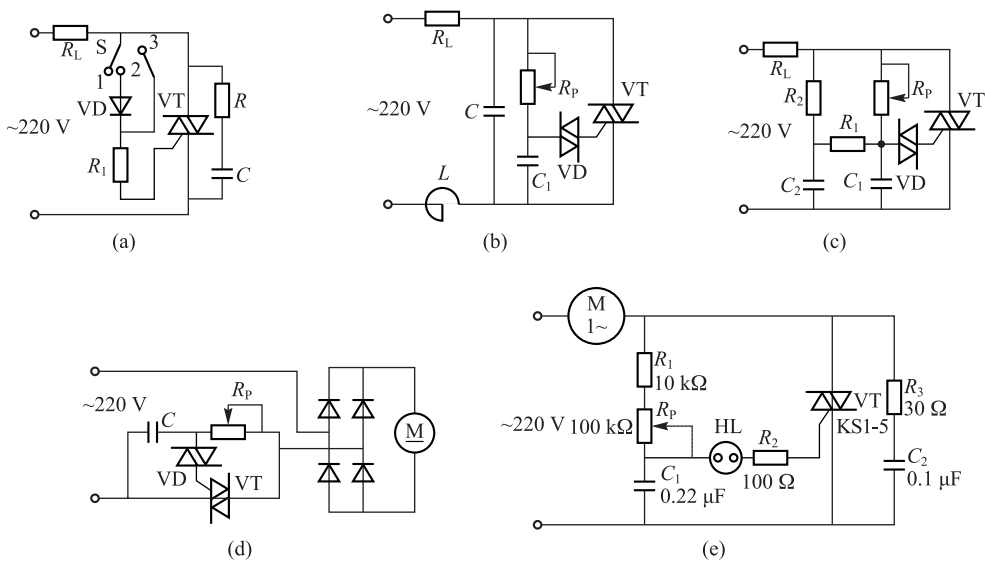 R_L
S
3
1
2
VD
VT
R
~220 V
R_1
C
(a)
R_L
R_P
VT
~220 V
C
C_1
VD
L
(b)
R_L
R_2
R_P
VT
~220 V
R_1
C_2
C_1
VD
(c)
R_P
~220 V
C
VD
VT
M
(d)
M
1~
R_1
10 kΩ
R_P
~220 V
100 kΩ
HL
R_2
100 Ω
C_1
0.22 μF
VT
KS1-5
R_3
30 Ω
C_2
0.1 μF
(e)